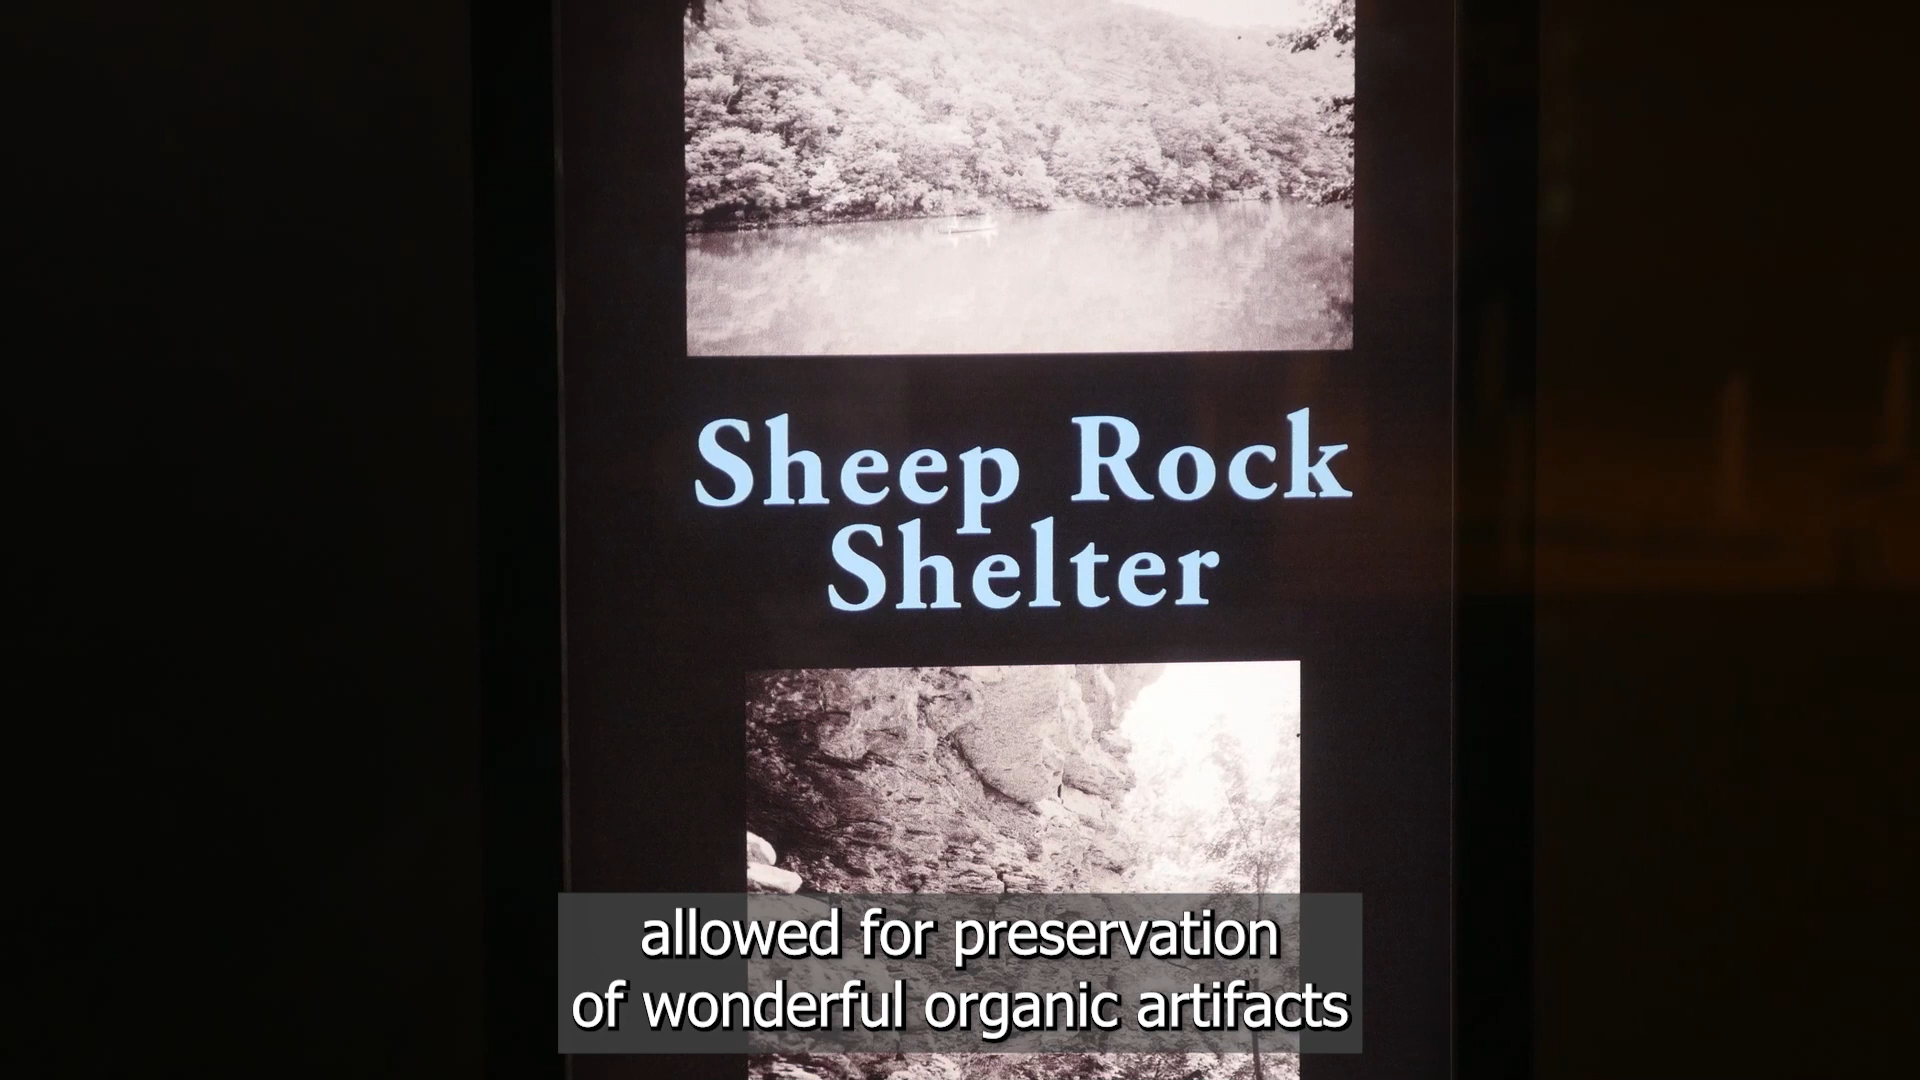 Sheep Rock
Shelter
allowed for preservation
of wonderful organic artifacts